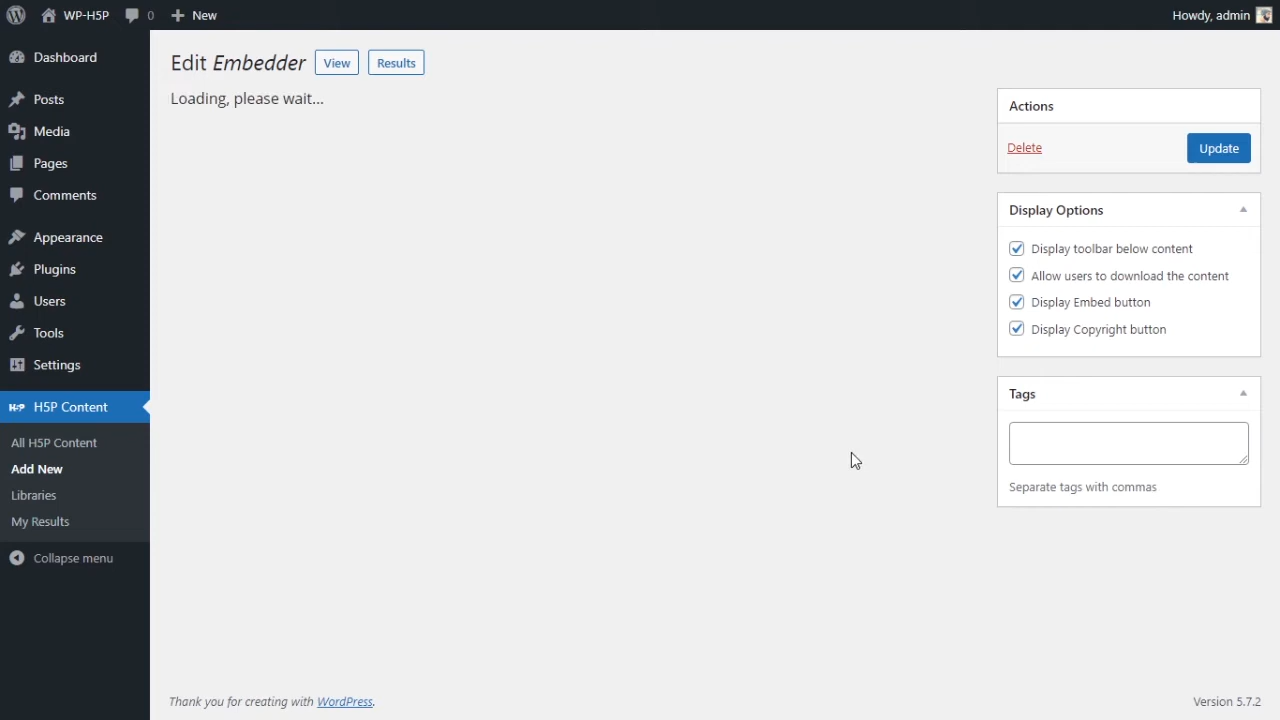 WP-H5P
0
New
Howdy, admin
Dashboard
Posts
Media
Pages
Comments
Appearance
Plugins
Users
Tools
Settings
H5P
H5P Content
All H5P Content
Add New
Libraries
My Results
Collapse menu
Edit Embedder
View
Results
Loading, please wait...
Actions
Delete
Update
Display Options
Display toolbar below content
Allow users to download the content
Display Embed button
Display Copyright button
Tags
Separate tags with commas
Thank you for creating with WordPress.
Version 5.7.2